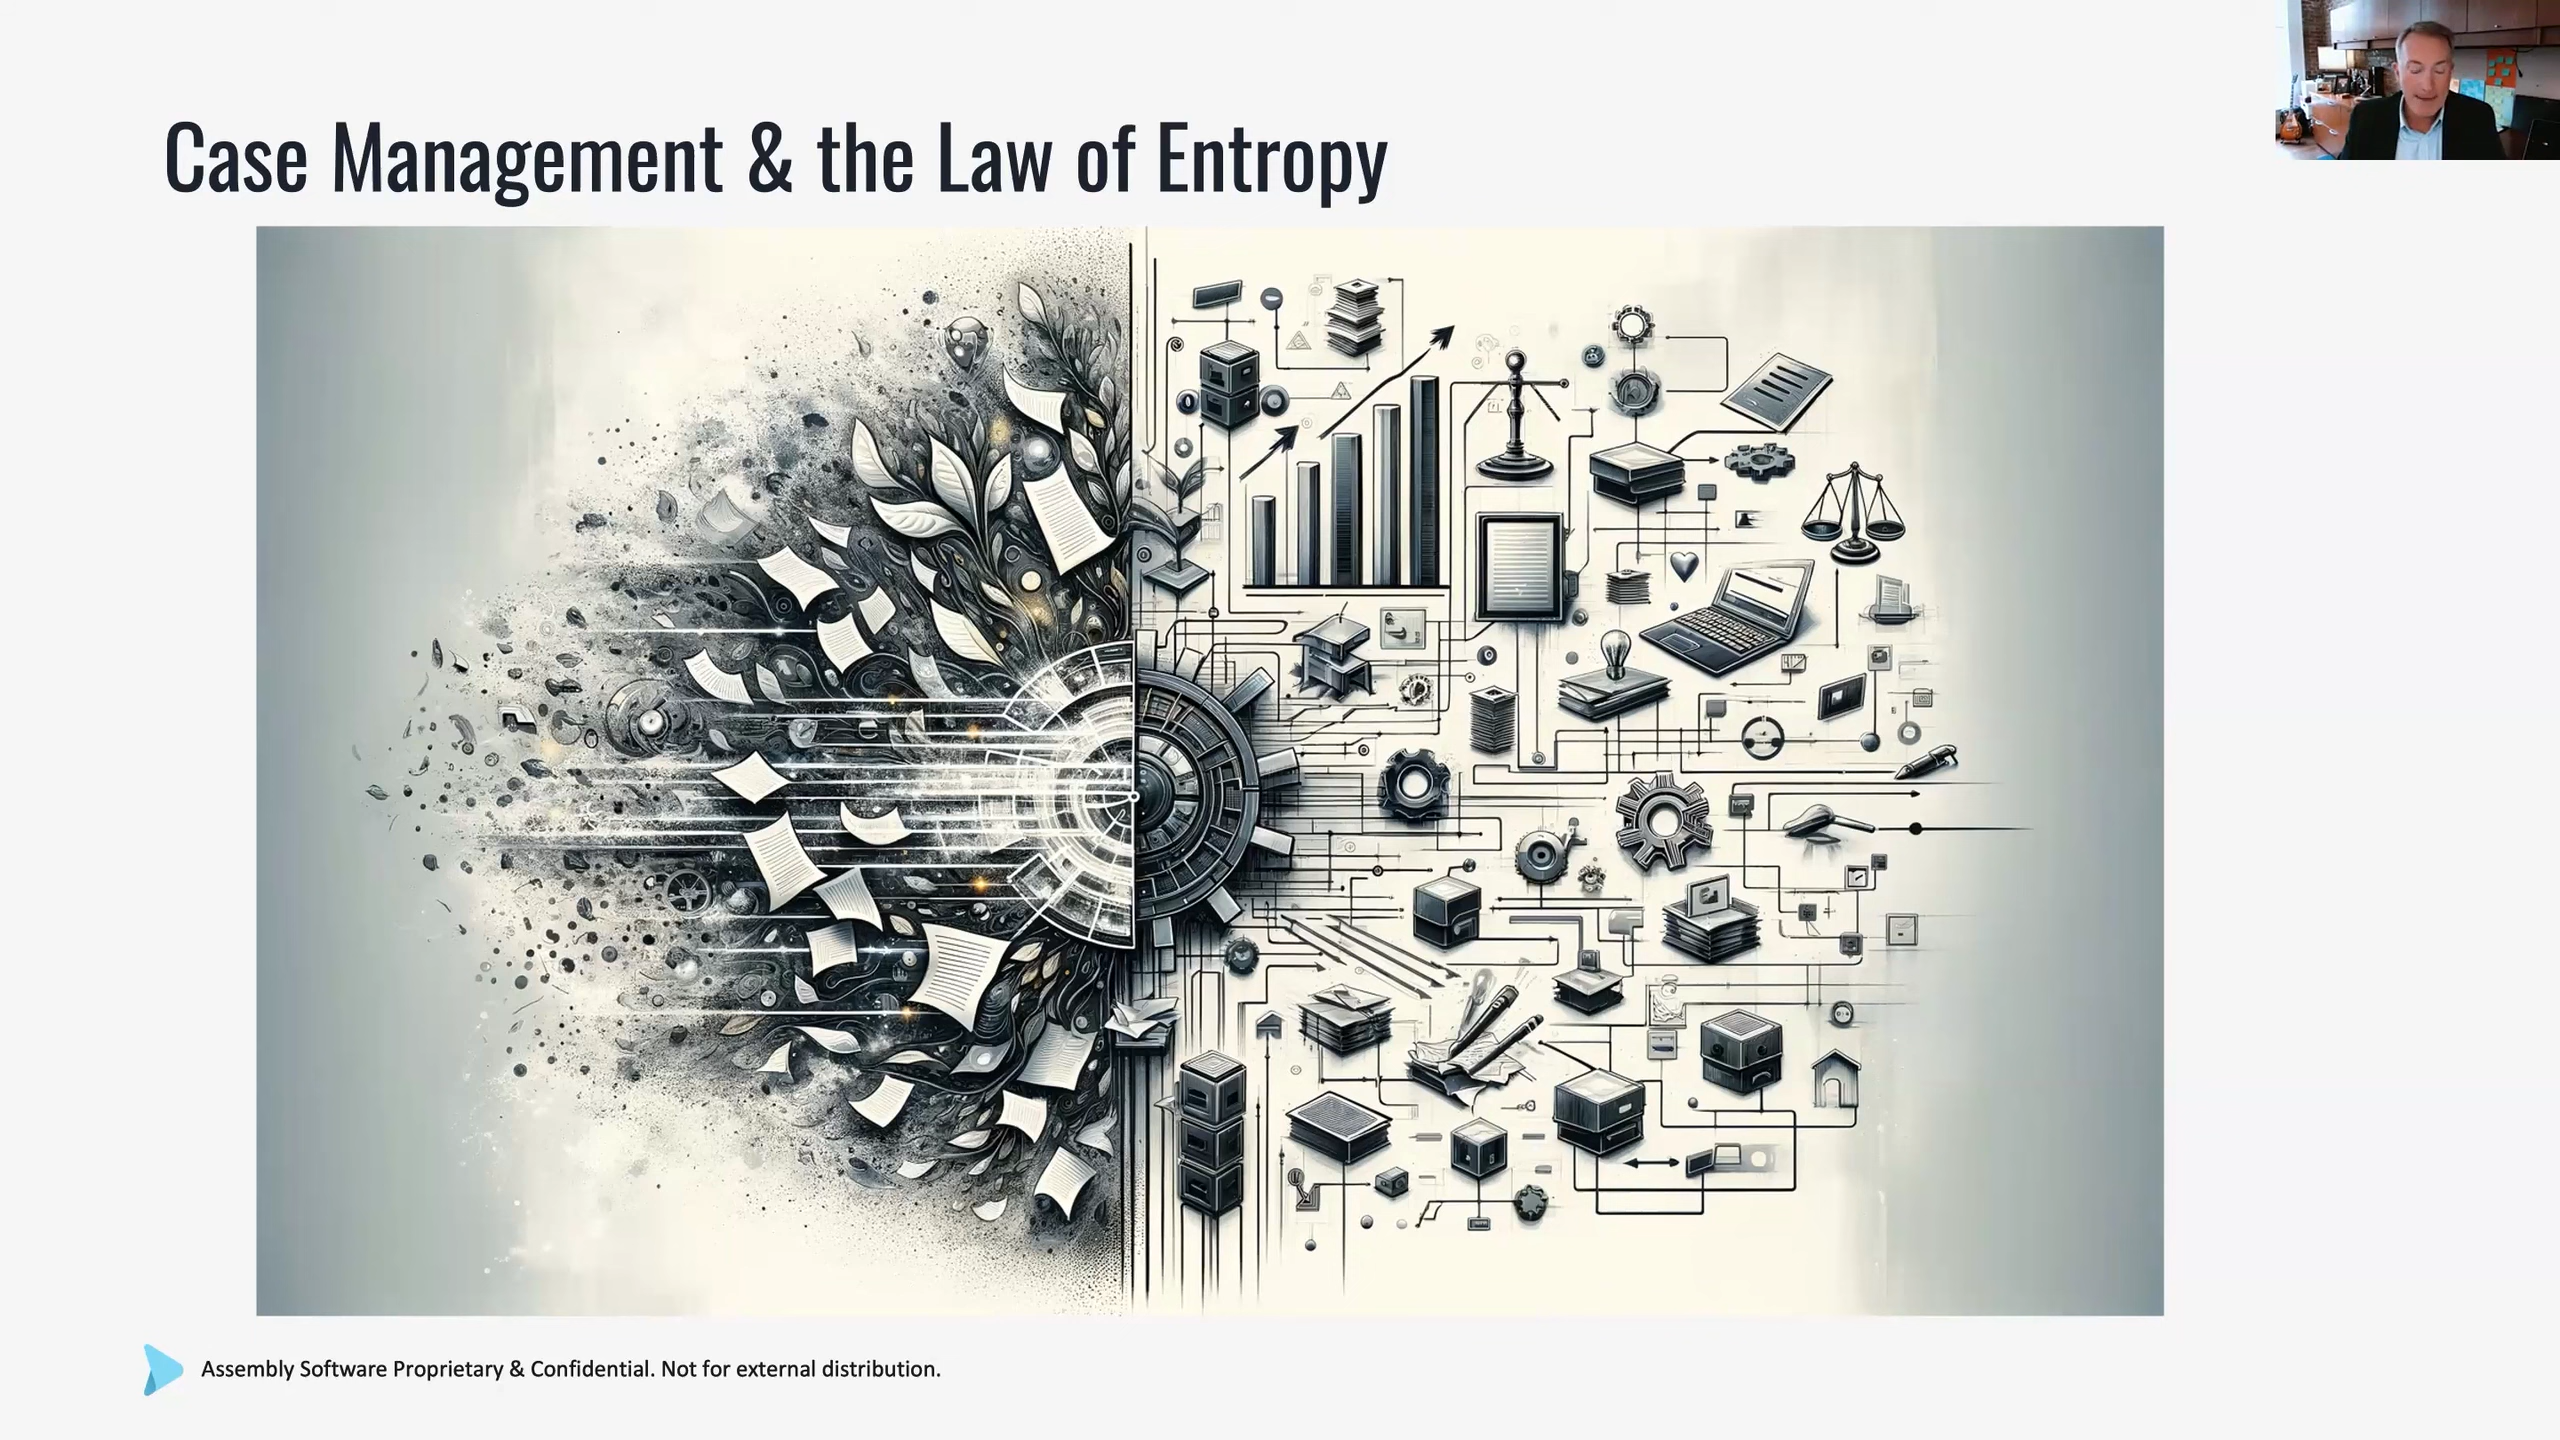 Case Management & the Law of Entropy
Assembly Software Proprietary & Confidential. Not for external distribution.